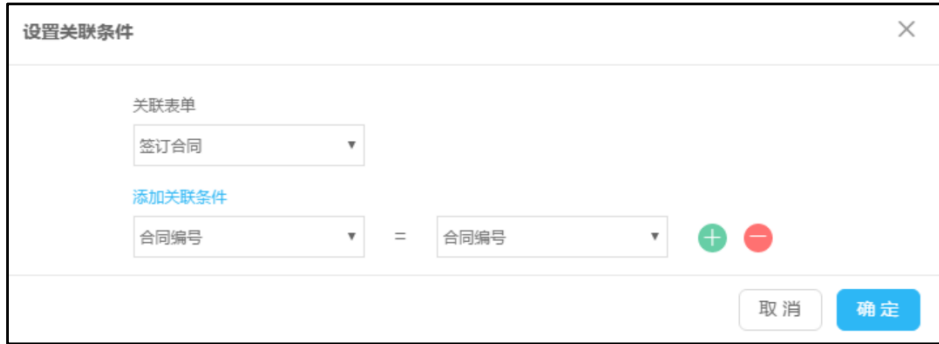 设置关联条件
关联表单
签订合同
添加关联条件
合同编号 = 合同编号
取消 确定